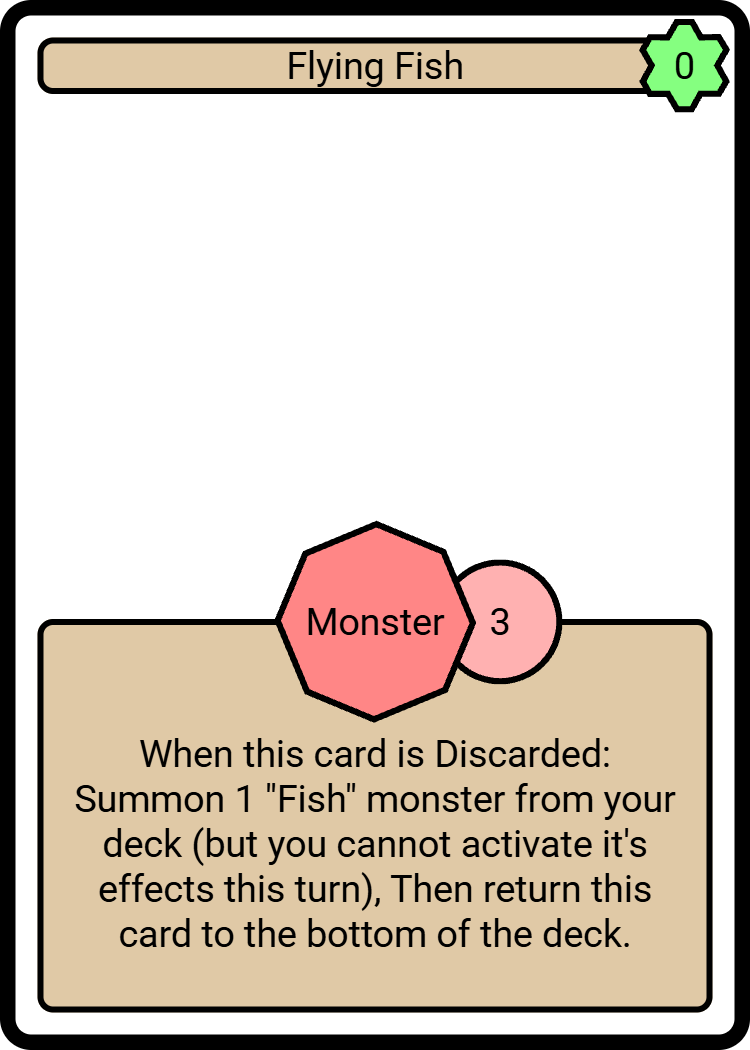 Flying Fish
0
Monster
3
When this card is Discarded:
Summon 1 "Fish" monster from your
deck (but you cannot activate it's
effects this turn), Then return this
card to the bottom of the deck.